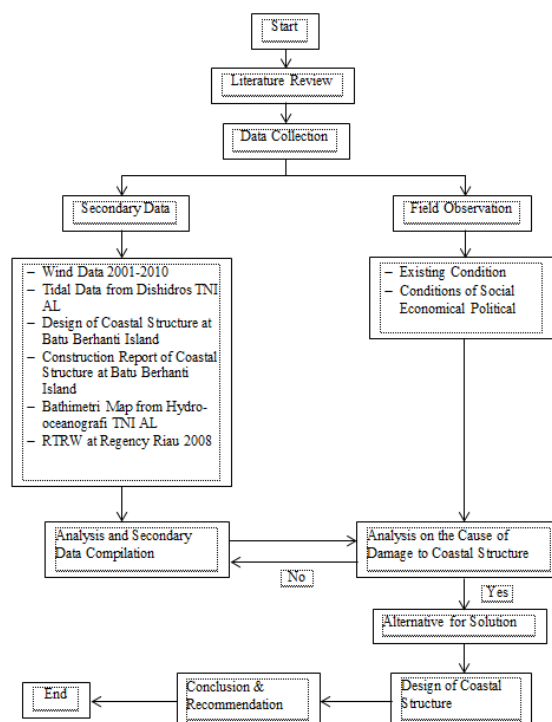 Start
Literature Review
Data Collection
Secondary Data
Field Observation
– Wind Data 2001-2010
– Tidal Data from Dishidros TNI
AL
– Design of Coastal Structure at
Batu Berhanti Island
– Construction Report of Coastal
Structure at Batu Berhanti
Island
– Bathimetri Map from Hydro-
oceanografi TNI AL
– RTRW at Regency Riau 2008
– Existing Condition
– Conditions of Social
Economical Political
Analysis and Secondary
Data Compilation
Analysis on the Cause of
Damage to Coastal Structure
No
Yes
Alternative for Solution
Design of Coastal
Structure
Conclusion &
Recommendation
End